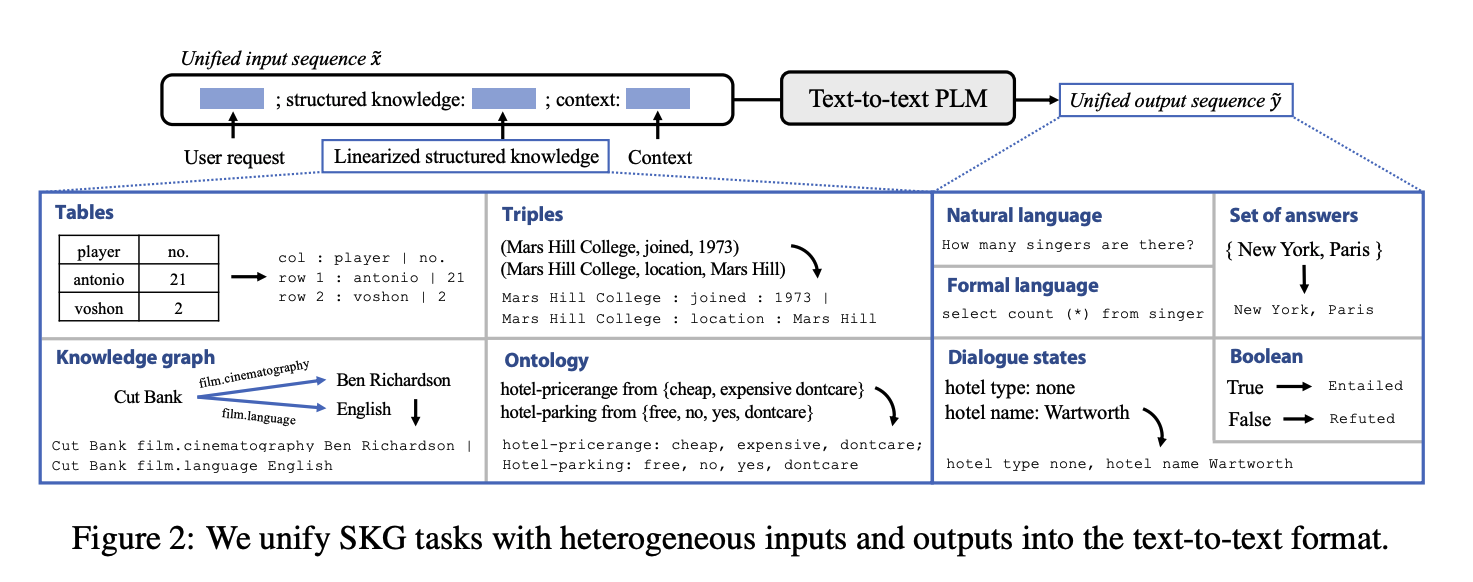 Unified input sequence x̃
; structured knowledge: ; context:
Text-to-text PLM
Unified output sequence ỹ
User request
Linearized structured knowledge
Context
Tables
player no.
antonio 21
voshon 2
col : player | no.
row 1 : antonio | 21
row 2 : voshon | 2
Triples
(Mars Hill College, joined, 1973)
(Mars Hill College, location, Mars Hill)
Mars Hill College : joined : 1973 |
Mars Hill College : location : Mars Hill
Knowledge graph
Cut Bank
film.cinematography
film.language
Ben Richardson
English
Cut Bank film.cinematography Ben Richardson |
Cut Bank film.language English
Ontology
hotel-pricerange from {cheap, expensive dontcare}
hotel-parking from {free, no, yes, dontcare}
hotel-pricerange: cheap, expensive, dontcare;
Hotel-parking: free, no, yes, dontcare
Natural language
How many singers are there?
Formal language
select count (*) from singer
Set of answers
{ New York, Paris }
New York, Paris
Dialogue states
hotel type: none
hotel name: Wartworth
hotel type none, hotel name Wartworth
Boolean
True Entailed
False Refuted
Figure 2: We unify SKG tasks with heterogeneous inputs and outputs into the text-to-text format.